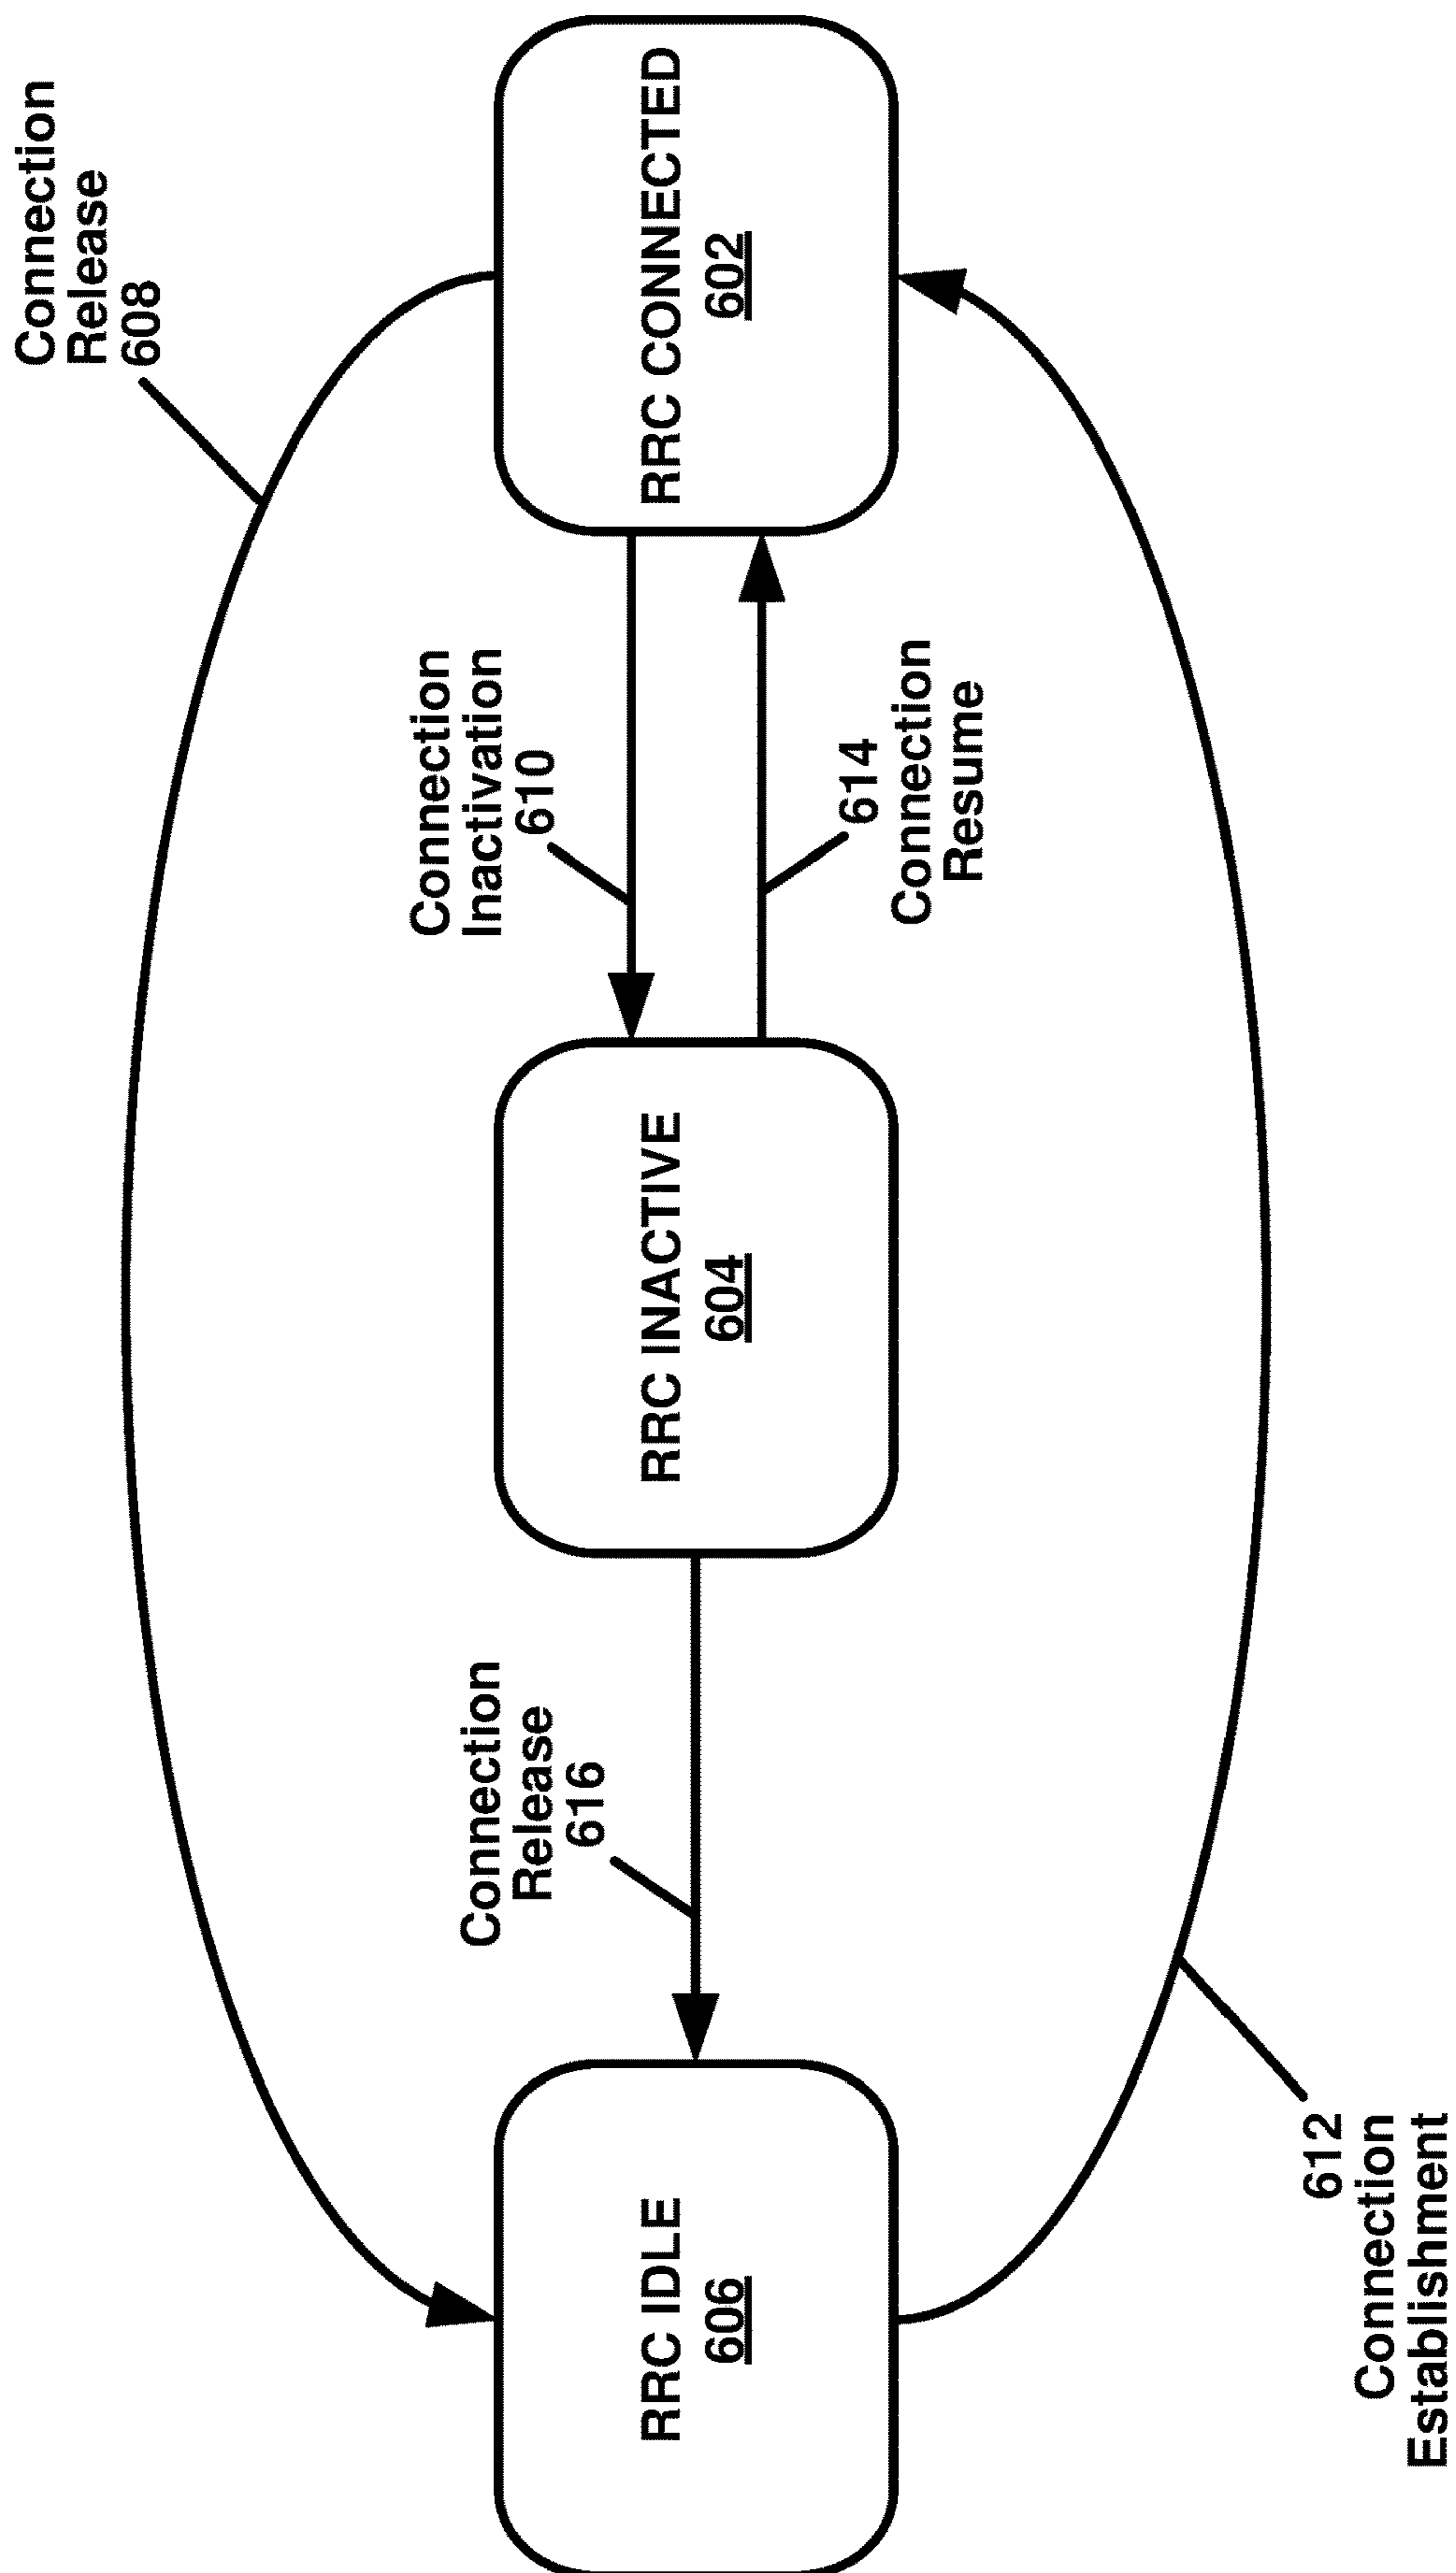 Connection
Release
608
RRC CONNECTED
602
Connection
Inactivation
610
614
Connection
Resume
RRC INACTIVE
604
Connection
Release
616
RRC IDLE
606
612
Connection
Establishment